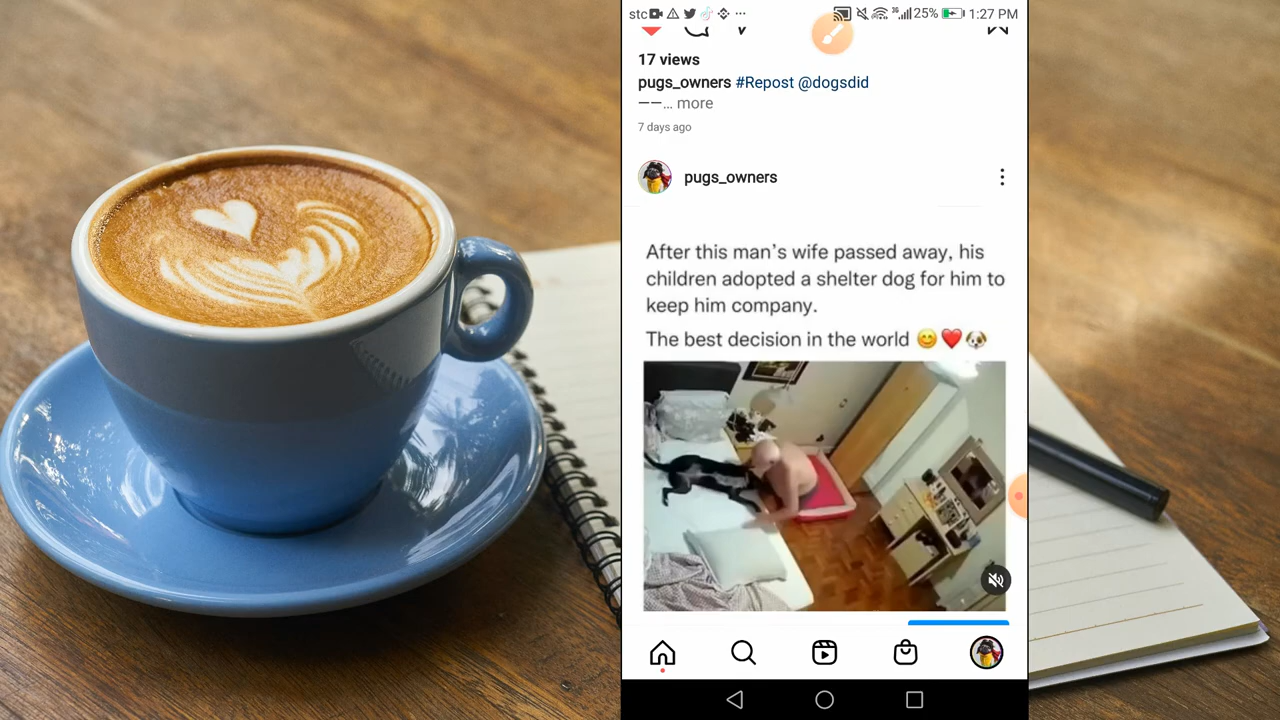 stc ... 3G 25% 1:27 PM
17 views
pugs_owners #Repost @dogsdid
——... more
7 days ago
pugs_owners
After this man's wife passed away, his
children adopted a shelter dog for him to
keep him company.
The best decision in the world 😊❤️🐶